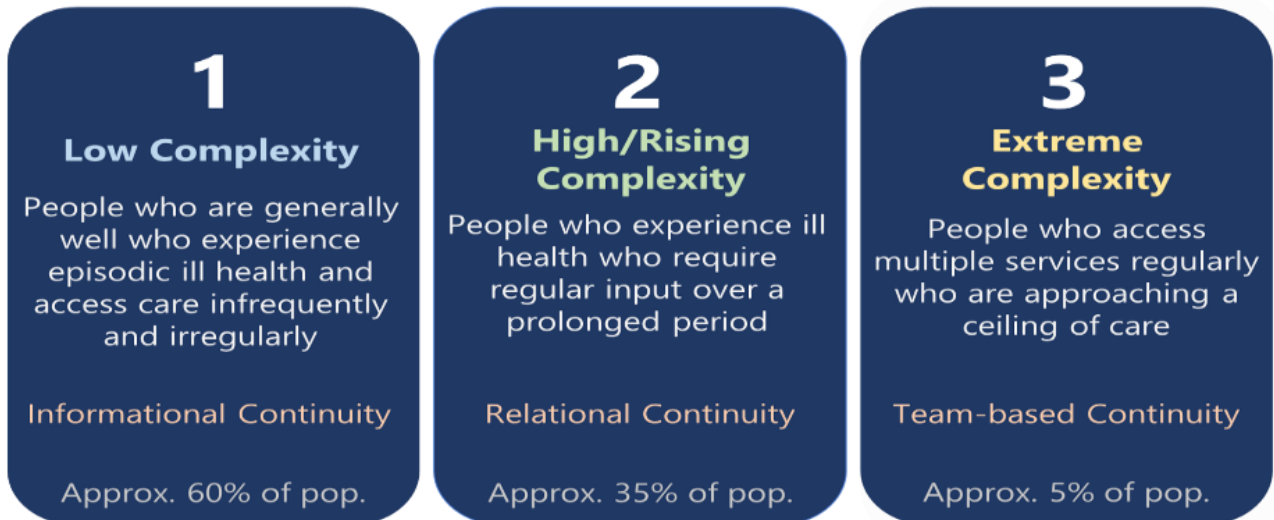 1
Low Complexity
People who are generally
well who experience
episodic ill health and
access care infrequently
and irregularly
Informational Continuity
Approx. 60% of pop.
2
High/Rising
Complexity
People who experience ill
health who require
regular input over a
prolonged period
Relational Continuity
Approx. 35% of pop.
3
Extreme
Complexity
People who access
multiple services regularly
who are approaching a
ceiling of care
Team-based Continuity
Approx. 5% of pop.